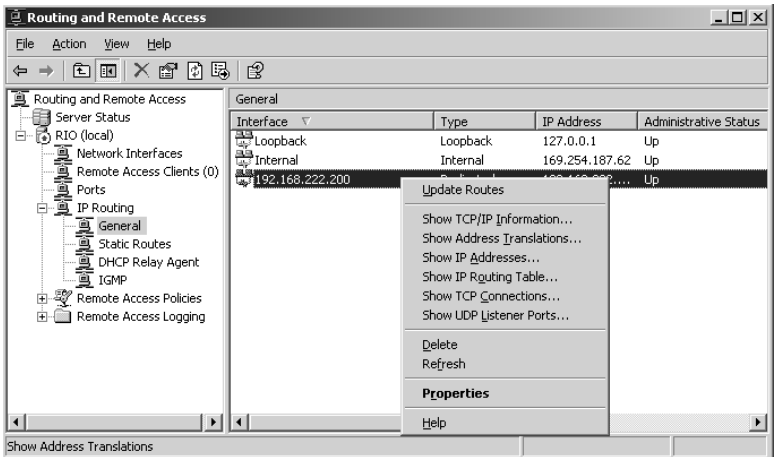 Routing and Remote Access
File Action View Help
Routing and Remote Access
Server Status
RIO (local)
Network Interfaces
Remote Access Clients (0)
Ports
IP Routing
General
Static Routes
DHCP Relay Agent
IGMP
Remote Access Policies
Remote Access Logging
General
Interface Type IP Address Administrative Status
Loopback Loopback 127.0.0.1 Up
Internal Internal 169.254.187.62 Up
192.168.222.200 Up
Update Routes
Show TCP/IP Information...
Show Address Translations...
Show IP Addresses...
Show IP Routing Table...
Show TCP Connections...
Show UDP Listener Ports...
Delete
Refresh
Properties
Help
Show Address Translations